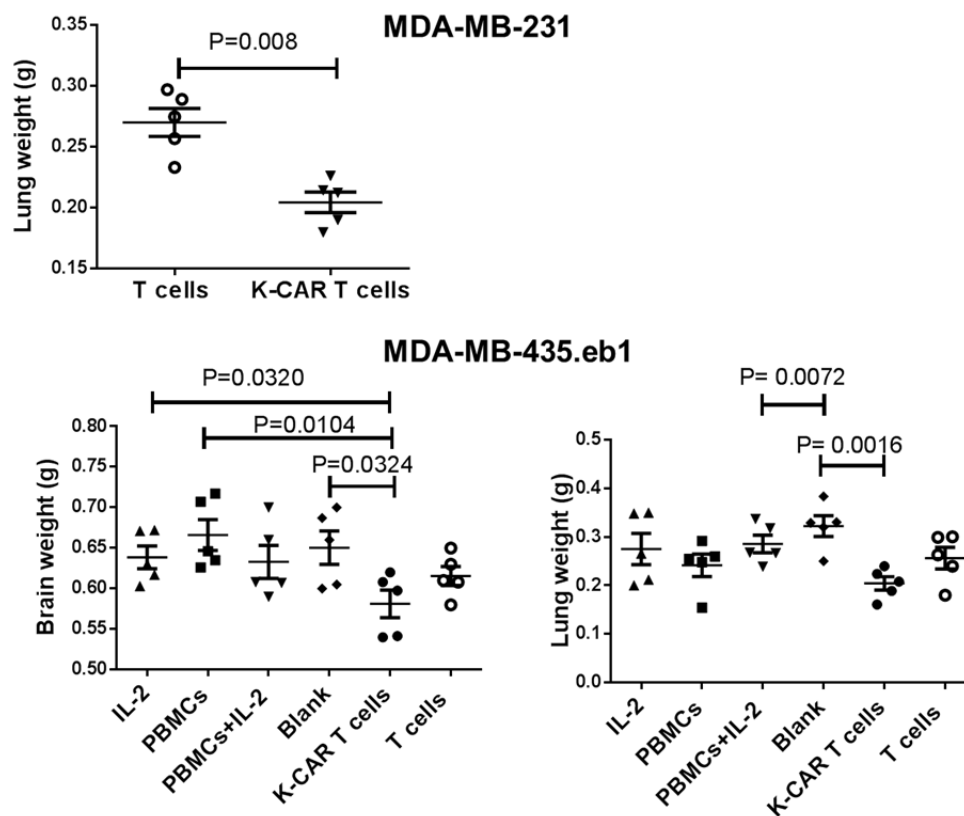 MDA-MB-231
P=0.008
Lung weight (g)
0.35
0.30
0.25
0.20
0.15
T cells
K-CAR T cells
MDA-MB-435.eb1
P=0.0320
P=0.0104
P=0.0324
Brain weight (g)
0.80
0.75
0.70
0.65
0.60
0.55
0.50
IL-2
PBMCs
PBMCs+IL-2
Blank
K-CAR T cells
T cells
P= 0.0072
P= 0.0016
Lung weight (g)
0.5
0.4
0.3
0.2
0.1
0.0
IL-2
PBMCs
PBMCs+IL-2
Blank
K-CAR T cells
T cells